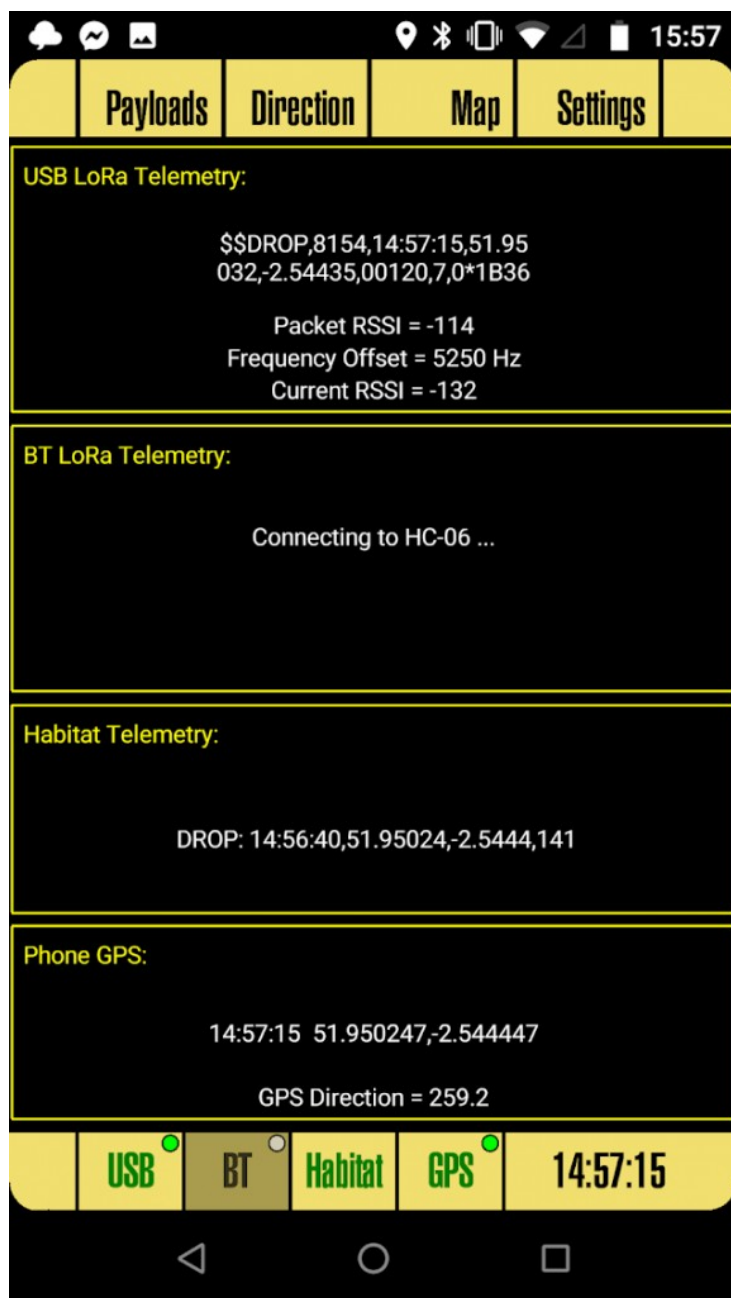 15:57
Payloads Direction Map Settings
USB LoRa Telemetry:
$$DROP,8154,14:57:15,51.95
032,-2.54435,00120,7,0*1B36
Packet RSSI = -114
Frequency Offset = 5250 Hz
Current RSSI = -132
BT LoRa Telemetry:
Connecting to HC-06 ...
Habitat Telemetry:
DROP: 14:56:40,51.95024,-2.5444,141
Phone GPS:
14:57:15 51.950247,-2.544447
GPS Direction = 259.2
USB BT Habitat GPS 14:57:15